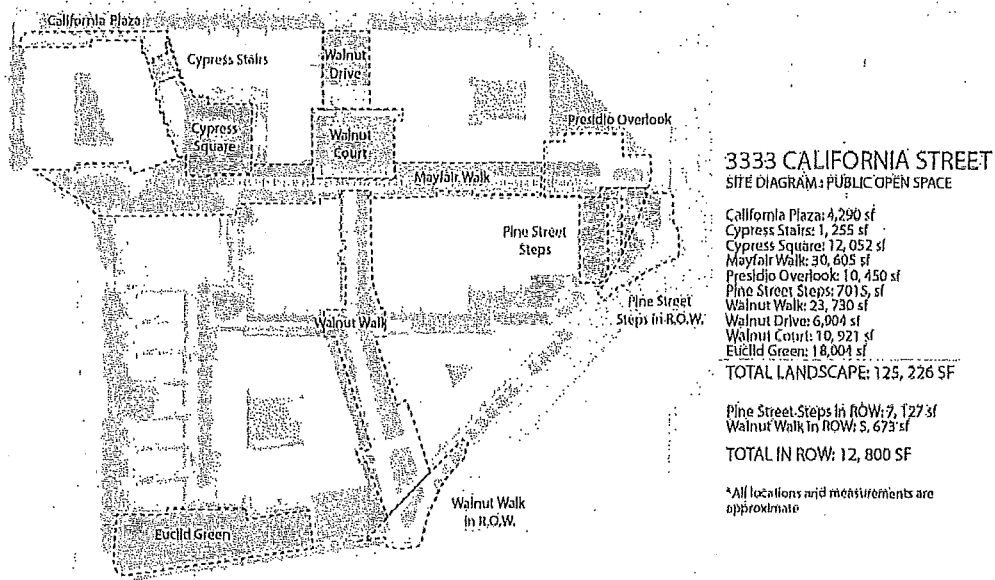 California Plaza
Cypress Stairs
Walnut
Drive
Cypress
Square
Walnut
Court
Presidio Overlook
Mayfair Walk
Pine Street
Steps
Pine Street
Steps in R.O.W.
Walnut Walk
Walnut Walk
in R.O.W.
Euclid Green
3333 CALIFORNIA STREET
SITE DIAGRAM: PUBLIC OPEN SPACE
California Plaza: 4,290 sf
Cypress Stairs: 1, 255 sf
Cypress Square: 12, 052 sf
Mayfair Walk: 30, 605 sf
Presidio Overlook: 10, 450 sf
Pine Street Steps: 7015, sf
Walnut Walk: 23, 730 sf
Walnut Drive: 6,904 sf
Walnut Court: 10, 921 sf
Euclid Green: 18,001 sf
TOTAL LANDSCAPE: 125, 226 SF
Pine Street Steps in ROW: 7, 127 sf
Walnut Walk in ROW: 5, 673 sf
TOTAL IN ROW: 12, 800 SF
*All locations and measurements are
approximate